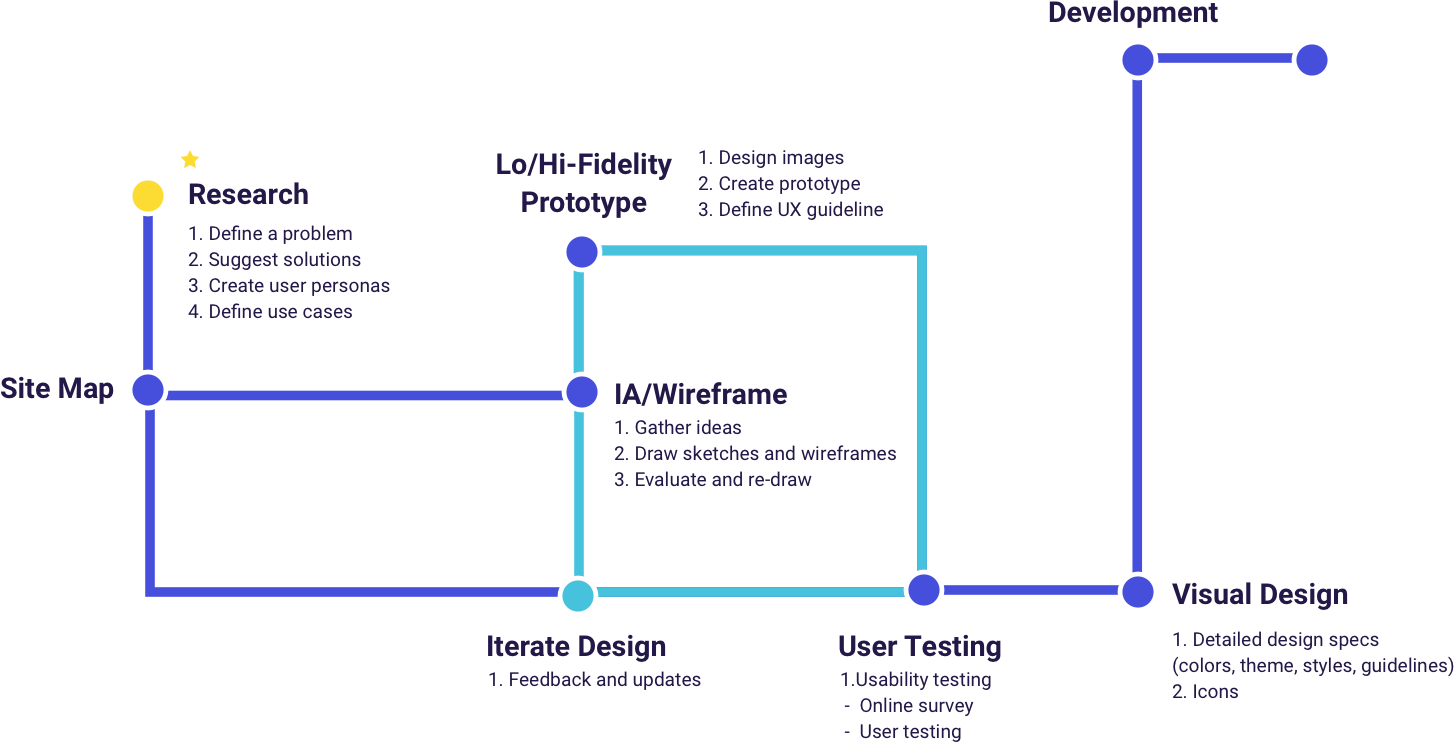 Development
Research
1. Define a problem
2. Suggest solutions
3. Create user personas
4. Define use cases
Lo/Hi-Fidelity
Prototype
1. Design images
2. Create prototype
3. Define UX guideline
Site Map
IA/Wireframe
1. Gather ideas
2. Draw sketches and wireframes
3. Evaluate and re-draw
Iterate Design
1. Feedback and updates
User Testing
1.Usability testing
- Online survey
- User testing
Visual Design
1. Detailed design specs
(colors, theme, styles, guidelines)
2. Icons